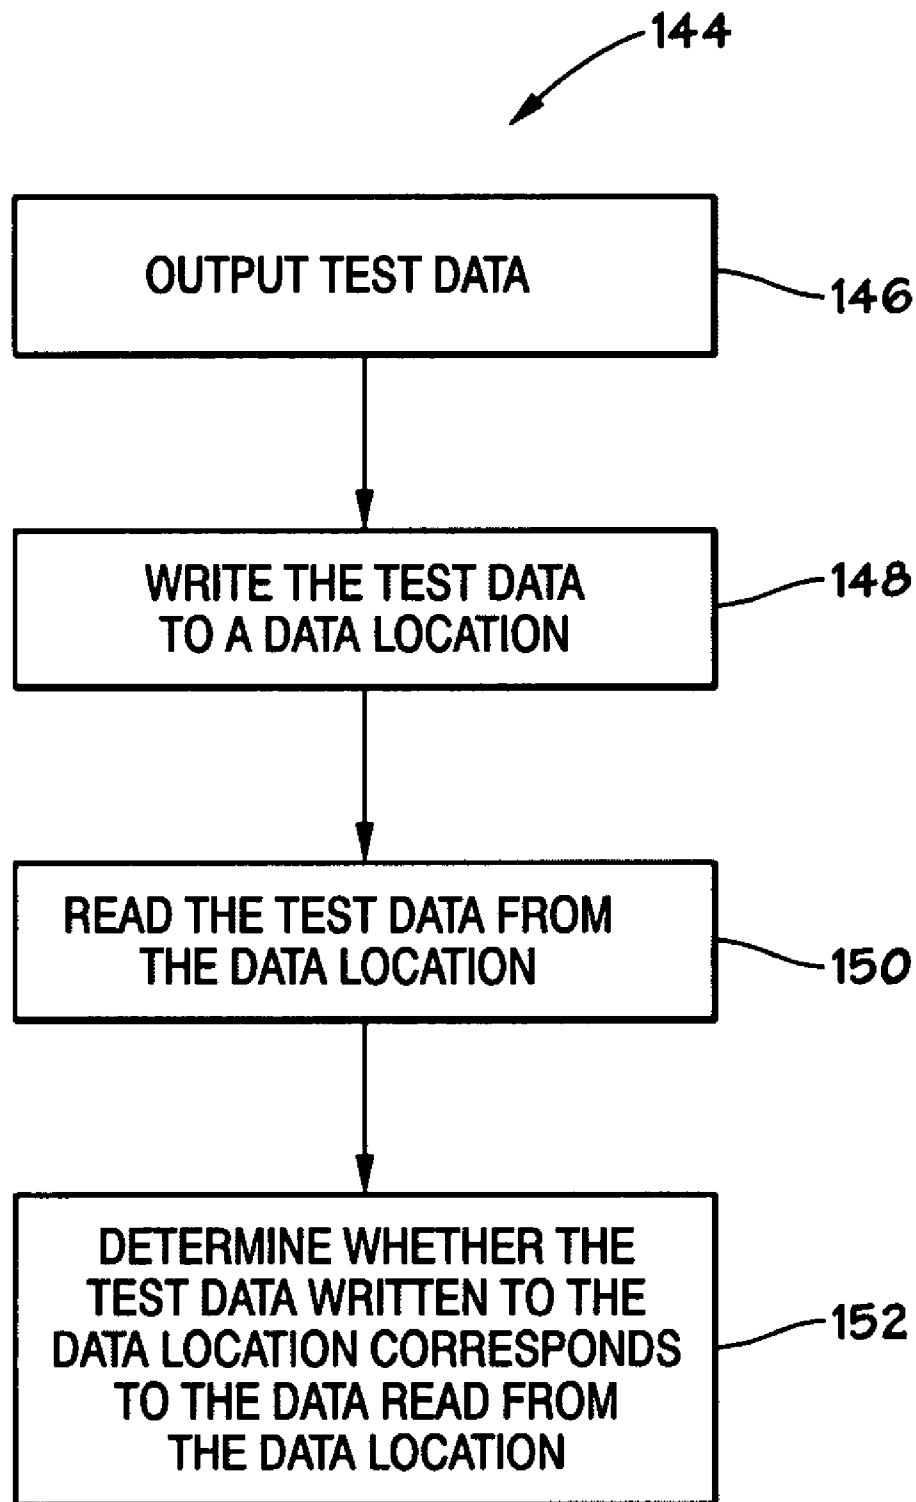 144
OUTPUT TEST DATA
146
WRITE THE TEST DATA
TO A DATA LOCATION
148
READ THE TEST DATA FROM
THE DATA LOCATION
150
DETERMINE WHETHER THE
TEST DATA WRITTEN TO THE
DATA LOCATION CORRESPONDS
TO THE DATA READ FROM
THE DATA LOCATION
152